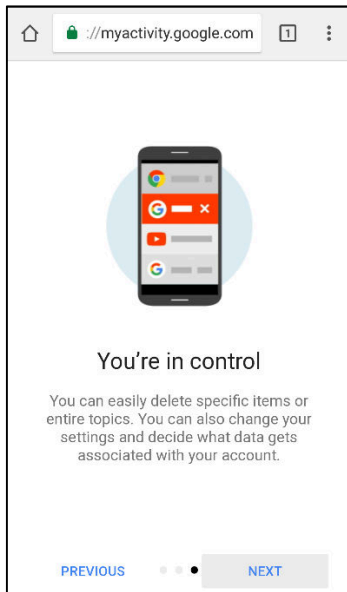 ://myactivity.google.com 1
You’re in control
You can easily delete specific items or
entire topics. You can also change your
settings and decide what data gets
associated with your account.
PREVIOUS NEXT